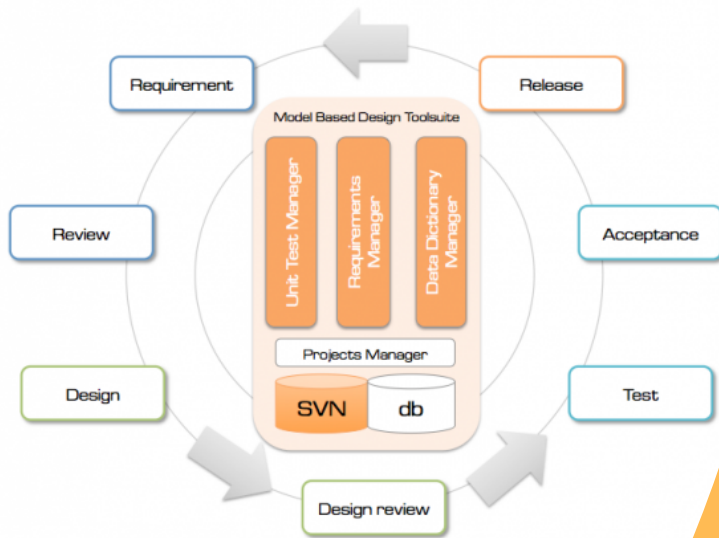 Requirement
Release
Model Based Design Toolsuite
Unit Test Manager
Requirements
Manager
Data Dictionary
Manager
Review
Acceptance
Projects Manager
Design
SVN
db
Test
Design review